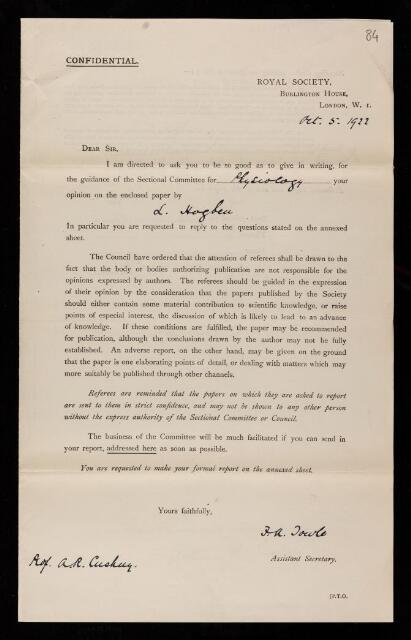 84
CONFIDENTIAL.
ROYAL SOCIETY,
BURLINGTON HOUSE,
LONDON, W. 1.
Oct. 5. 1922
DEAR SIR,
I am directed to ask you to be so good as to give in writing, for
the guidance of the Sectional Committee for Physiology your
opinion on the enclosed paper by
L. Hogben
In particular you are requested to reply to the questions stated on the annexed
sheet.
The Council have ordered that the attention of referees shall be drawn to the
fact that the body or bodies authorizing publication are not responsible for the
opinions expressed by authors. The referees should be guided in the expression
of their opinion by the consideration that the papers published by the Society
should either contain some material contribution to scientific knowledge, or raise
points of especial interest, the discussion of which is likely to lead to an advance
of knowledge. If these conditions are fulfilled, the paper may be recommended
for publication, although the conclusions drawn by the author may not be fully
established. An adverse report, on the other hand, may be given on the ground
that the paper is one elaborating points of detail, or dealing with matters which may
more suitably be published through other channels.
Referees are reminded that the papers on which they are asked to report
are sent to them in strict confidence, and may not be shown to any other person
without the express authority of the Sectional Committee or Council.
The business of the Committee will be much facilitated if you can send in
your report, addressed here as soon as possible.
You are requested to make your formal report on the annexed sheet.
Yours faithfully,
F. A. Towle
Assistant Secretary.
Prof. A. R. Cushny.
[P.T.O.